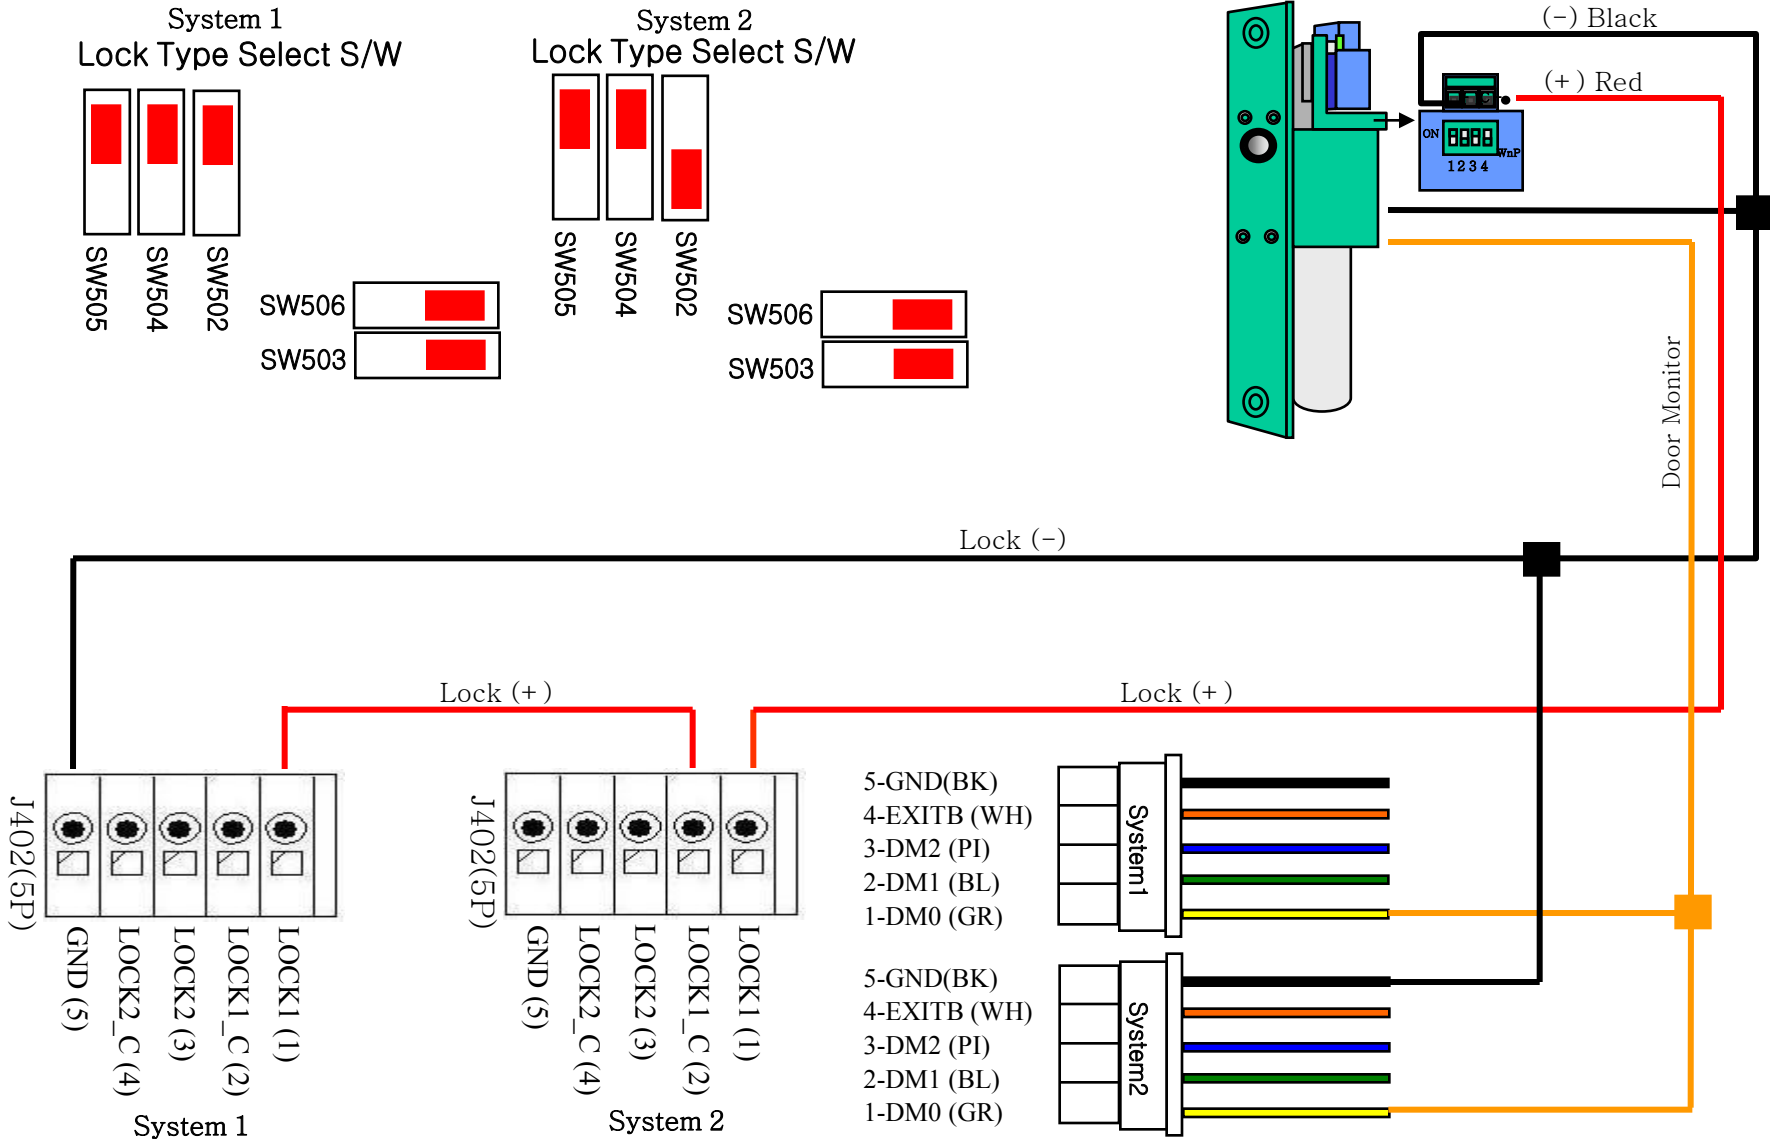 System 1
Lock Type Select S/W
SW505
SW504
SW502
SW506
SW503
System 2
Lock Type Select S/W
SW505
SW504
SW502
SW506
SW503
(-) Black
(+) Red
ON
WnP
1 2 3 4
Door Monitor
Lock (-)
Lock (+)
Lock (+)
J402(5P)
GND (5)
LOCK2_C (4)
LOCK2 (3)
LOCK1_C (2)
LOCK1 (1)
System 1
J402(5P)
GND (5)
LOCK2_C (4)
LOCK2 (3)
LOCK1_C (2)
LOCK1 (1)
System 2
5-GND(BK)
4-EXITB (WH)
3-DM2 (PI)
2-DM1 (BL)
1-DM0 (GR)
System1
5-GND(BK)
4-EXITB (WH)
3-DM2 (PI)
2-DM1 (BL)
1-DM0 (GR)
System2